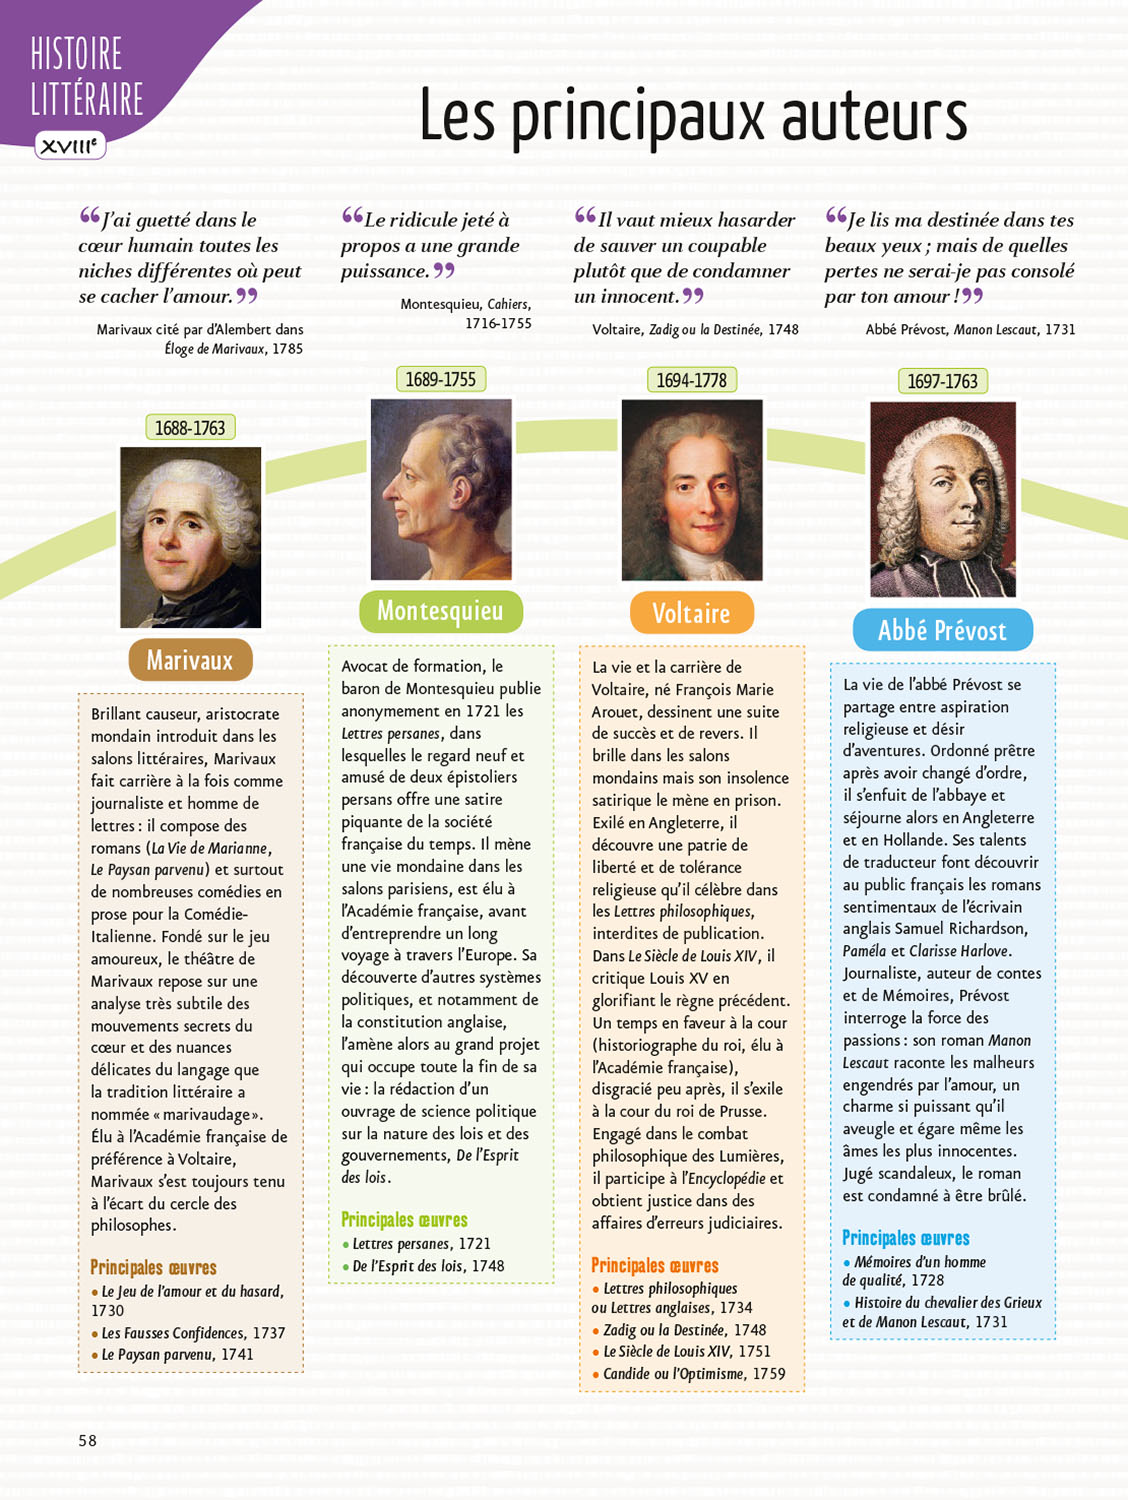 HISTOIRE
LITTÉRAIRE
XVIIIe
Les principaux auteurs
“J’ai guetté dans le
cœur humain toutes les
niches différentes où peut
se cacher l’amour.”
Marivaux cité par d’Alembert dans
Éloge de Marivaux, 1785
“Le ridicule jeté à
propos a une grande
puissance.”
Montesquieu, Cahiers,
1716-1755
“Il vaut mieux hasarder
de sauver un coupable
plutôt que de condamner
un innocent.”
Voltaire, Zadig ou la Destinée, 1748
“Je lis ma destinée dans tes
beaux yeux ; mais de quelles
pertes ne serai-je pas consolé
par ton amour !”
Abbé Prévost, Manon Lescaut, 1731
1688-1763
Marivaux
Brillant causeur, aristocrate
mondain introduit dans les
salons littéraires, Marivaux
fait carrière à la fois comme
journaliste et homme de
lettres : il compose des
romans (La Vie de Marianne,
Le Paysan parvenu) et surtout
de nombreuses comédies en
prose pour la Comédie-
Italienne. Fondé sur le jeu
amoureux, le théâtre de
Marivaux repose sur une
analyse très subtile des
mouvements secrets du
cœur et des nuances
délicates du langage que
la tradition littéraire a
nommée « marivaudage ».
Élu à l’Académie française de
préférence à Voltaire,
Marivaux s’est toujours tenu
à l’écart du cercle des
philosophes.
Principales œuvres
• Le Jeu de l’amour et du hasard,
1730
• Les Fausses Confidences, 1737
• Le Paysan parvenu, 1741
1689-1755
Montesquieu
Avocat de formation, le
baron de Montesquieu publie
anonymement en 1721 les
Lettres persanes, dans
lesquelles le regard neuf et
amusé de deux épistoliers
persans offre une satire
piquante de la société
française du temps. Il mène
une vie mondaine dans les
salons parisiens, est élu à
l’Académie française, avant
d’entreprendre un long
voyage à travers l’Europe. Sa
découverte d’autres systèmes
politiques, et notamment de
la constitution anglaise,
l’amène alors au grand projet
qui occupe toute la fin de sa
vie : la rédaction d’un
ouvrage de science politique
sur la nature des lois et des
gouvernements, De l’Esprit
des lois.
Principales œuvres
• Lettres persanes, 1721
• De l’Esprit des lois, 1748
1694-1778
Voltaire
La vie et la carrière de
Voltaire, né François Marie
Arouet, dessinent une suite
de succès et de revers. Il
brille dans les salons
mondains mais son insolence
satirique le mène en prison.
Exilé en Angleterre, il
découvre une patrie de
liberté et de tolérance
religieuse qu’il célèbre dans
les Lettres philosophiques,
interdites de publication.
Dans Le Siècle de Louis XIV, il
critique Louis XV en
glorifiant le règne précédent.
Un temps en faveur à la cour
(historiographe du roi, élu à
l’Académie française),
disgracié peu après, il s’exile
à la cour du roi de Prusse.
Engagé dans le combat
philosophique des Lumières,
il participe à l’Encyclopédie et
obtient justice dans des
affaires d’erreurs judiciaires.
Principales œuvres
• Lettres philosophiques
ou Lettres anglaises, 1734
• Zadig ou la Destinée, 1748
• Le Siècle de Louis XIV, 1751
• Candide ou l’Optimisme, 1759
1697-1763
Abbé Prévost
La vie de l’abbé Prévost se
partage entre aspiration
religieuse et désir
d’aventures. Ordonné prêtre
après avoir changé d’ordre,
il s’enfuit de l’abbaye et
séjourne alors en Angleterre
et en Hollande. Ses talents
de traducteur font découvrir
au public français les romans
sentimentaux de l’écrivain
anglais Samuel Richardson,
Paméla et Clarisse Harlove.
Journaliste, auteur de contes
et de Mémoires, Prévost
interroge la force des
passions : son roman Manon
Lescaut raconte les malheurs
engendrés par l’amour, un
charme si puissant qu’il
aveugle et égare même les
âmes les plus innocentes.
Jugé scandaleux, le roman
est condamné à être brûlé.
Principales œuvres
• Mémoires d’un homme
de qualité, 1728
• Histoire du chevalier des Grieux
et de Manon Lescaut, 1731
58